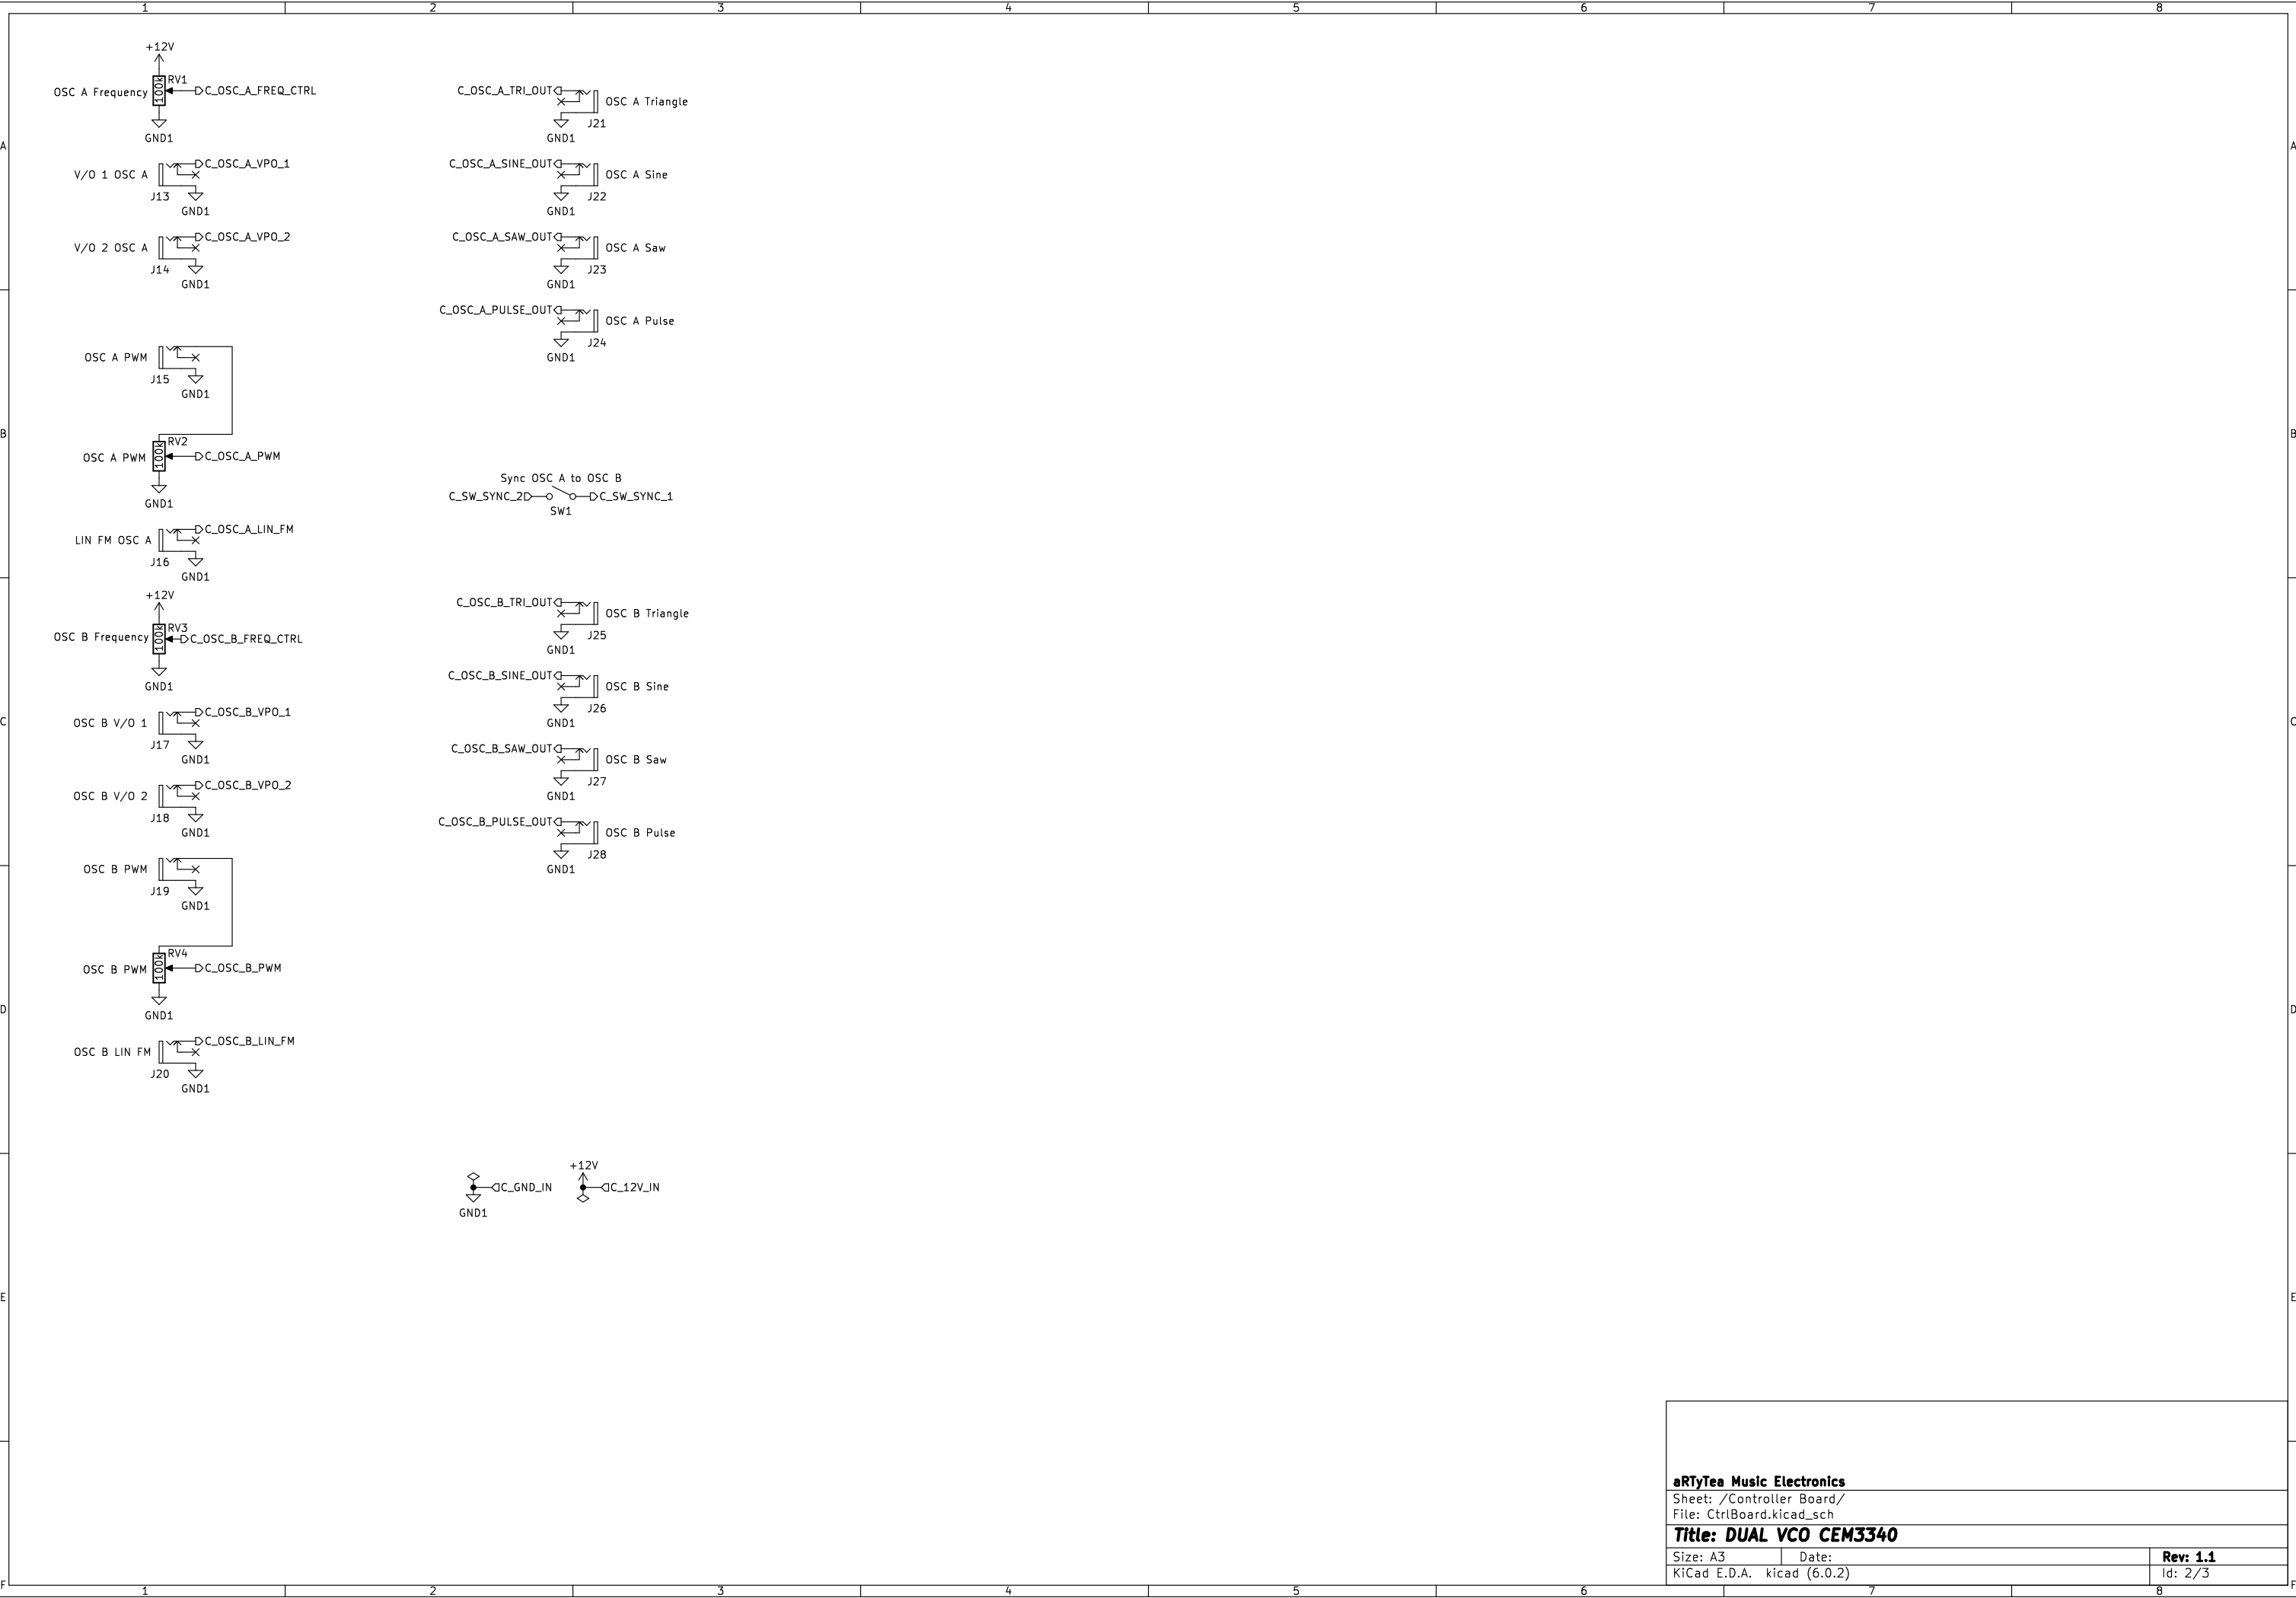 1 2 3 4 5 6 7 8
+12V
RV1
100k
OSC A Frequency
C_OSC_A_FREQ_CTRL
GND1
C_OSC_A_VPO_1
V/O 1 OSC A
J13
GND1
C_OSC_A_VPO_2
V/O 2 OSC A
J14
GND1
OSC A PWM
J15
GND1
RV2
100k
OSC A PWM
C_OSC_A_PWM
GND1
C_OSC_A_LIN_FM
LIN FM OSC A
J16
GND1
+12V
RV3
100k
OSC B Frequency
C_OSC_B_FREQ_CTRL
GND1
C_OSC_B_VPO_1
OSC B V/O 1
J17
GND1
C_OSC_B_VPO_2
OSC B V/O 2
J18
GND1
OSC B PWM
J19
GND1
RV4
100k
OSC B PWM
C_OSC_B_PWM
GND1
C_OSC_B_LIN_FM
OSC B LIN FM
J20
GND1
C_OSC_A_TRI_OUT
OSC A Triangle
J21
GND1
C_OSC_A_SINE_OUT
OSC A Sine
J22
GND1
C_OSC_A_SAW_OUT
OSC A Saw
J23
GND1
C_OSC_A_PULSE_OUT
OSC A Pulse
J24
GND1
Sync OSC A to OSC B
C_SW_SYNC_2 C_SW_SYNC_1
SW1
C_OSC_B_TRI_OUT
OSC B Triangle
J25
GND1
C_OSC_B_SINE_OUT
OSC B Sine
J26
GND1
C_OSC_B_SAW_OUT
OSC B Saw
J27
GND1
C_OSC_B_PULSE_OUT
OSC B Pulse
J28
GND1
C_GND_IN
GND1
+12V
C_12V_IN
A A
B B
C C
D D
E E
F F
aRTyTea Music Electronics
Sheet: /Controller Board/
File: CtrlBoard.kicad_sch
Title: DUAL VCO CEM3340
Size: A3 Date: Rev: 1.1
KiCad E.D.A. kicad (6.0.2) Id: 2/3
1 2 3 4 5 6 7 8